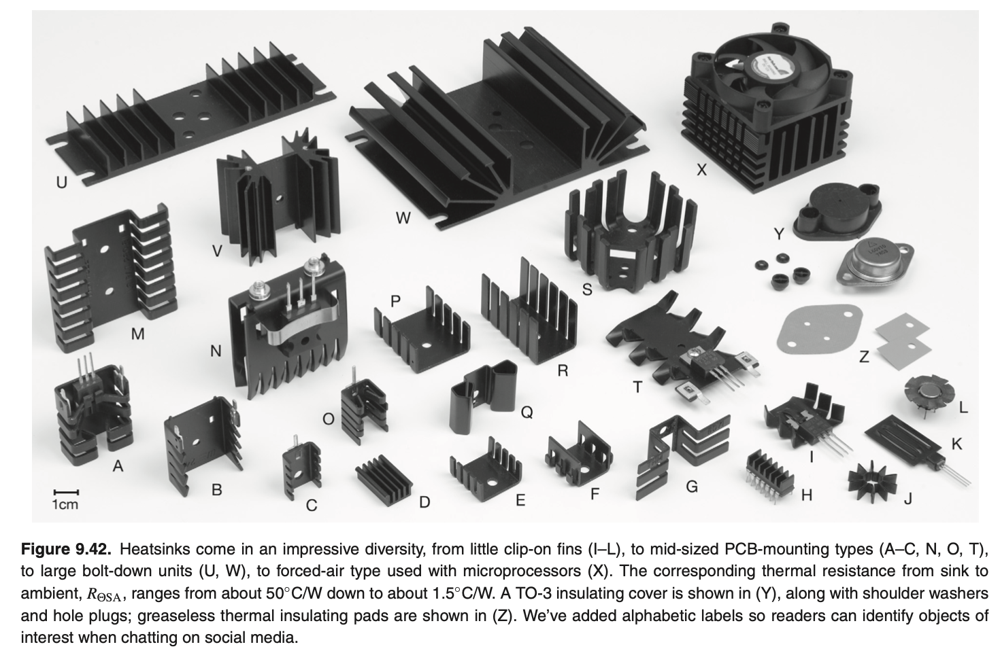 U
V
W
X
Y
S
M
N
P
R
T
Z
L
A
B
O
C
Q
D
E
F
G
I
K
H
J
1cm
Figure 9.42. Heatsinks come in an impressive diversity, from little clip-on fins (I–L), to mid-sized PCB-mounting types (A–C, N, O, T),
to large bolt-down units (U, W), to forced-air type used with microprocessors (X). The corresponding thermal resistance from sink to
ambient, RΘSA, ranges from about 50°C/W down to about 1.5°C/W. A TO-3 insulating cover is shown in (Y), along with shoulder washers
and hole plugs; greaseless thermal insulating pads are shown in (Z). We’ve added alphabetic labels so readers can identify objects of
interest when chatting on social media.